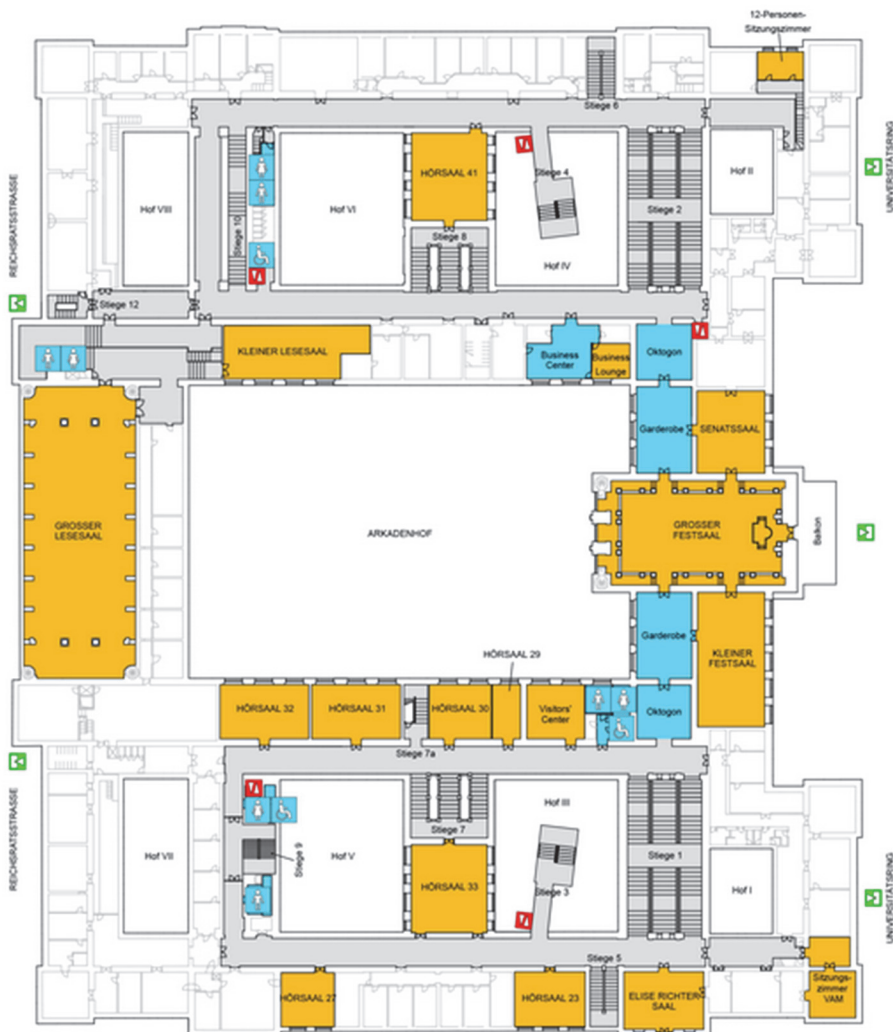 12-Personen-
Sitzungszimmer
Stiege 6
UNIVERSITÄTSRING
REICHSRATSSTRASSE
Hof VIII
Stiege 10
Hof VI
HÖRSAAL 41
Stiege 4
Stiege 2
Hof II
Stiege 8
Hof IV
Stiege 12
KLEINER LESESAAL
Business
Center
Business
Lounge
Oktogon
Garderobe
SENATSSAAL
GROSSER
LESESAAL
ARKADENHOF
GROSSER
FESTSAAL
Balkon
Garderobe
KLEINER
FESTSAAL
HÖRSAAL 29
HÖRSAAL 32
HÖRSAAL 31
HÖRSAAL 30
Visitors'
Center
Oktogon
Stiege 7a
REICHSRATSSTRASSE
Hof VII
Stiege 9
Hof V
Stiege 7
HÖRSAAL 33
Hof III
Stiege 3
Stiege 1
Hof I
UNIVERSITÄTSRING
Stiege 5
HÖRSAAL 27
HÖRSAAL 23
ELISE RICHTER-
SAAL
Sitzungs-
zimmer
VAM